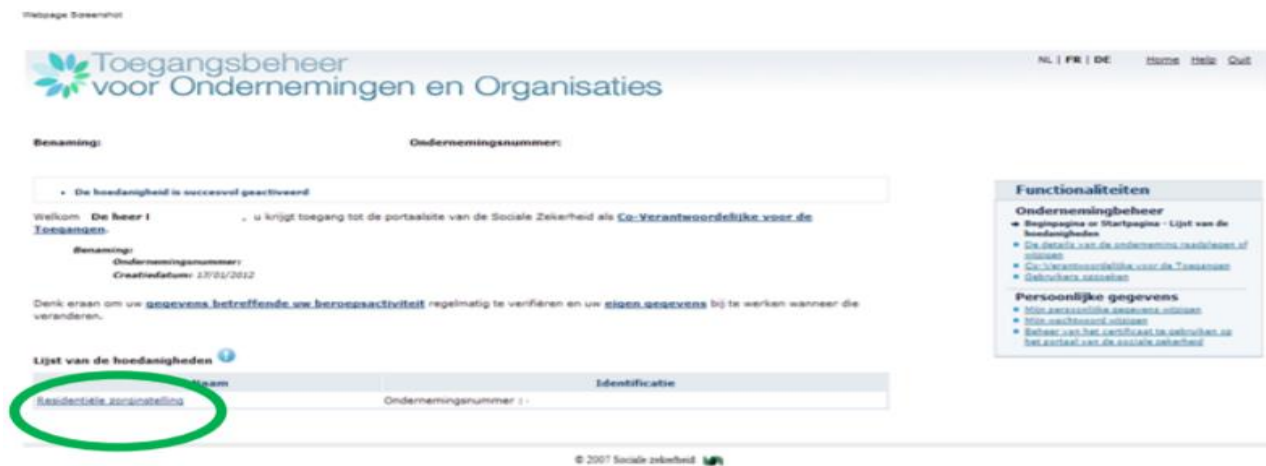 Webpage Screenshot
Toegangsbeheer
voor Ondernemingen en Organisaties
NL | FR | DE Home Help Quit
Benaming: Ondernemingsnummer:
• De hoedanigheid is succesvol geactiveerd
Welkom De heer I , u krijgt toegang tot de portaalsite van de Sociale Zekerheid als Co-Verantwoordelijke voor de
Toegangen.
Benaming:
Ondernemingsnummer:
Creatiedatum: 17/01/2012
Denk eraan om uw gegevens betreffende uw beroepsactiviteit regelmatig te verifiëren en uw eigen gegevens bij te werken wanneer die
veranderen.
Lijst van de hoedanigheden
Naam Identificatie
Residentiële zorginstelling Ondernemingsnummer : -
Functionaliteiten
Ondernemingbeheer
Beginpagina or Startpagina - Lijst van de
hoedanigheden
De details van de onderneming raadplegen of
wijzigen
Co-Verantwoordelijke voor de Toegangen
Gebruikers opzoeken
Persoonlijke gegevens
Mijn persoonlijke gegevens wijzigen
Mijn wachtwoord wijzigen
Beheer van het certificaat te gebruiken op
het portaal van de sociale zekerheid
© 2007 Sociale zekerheid